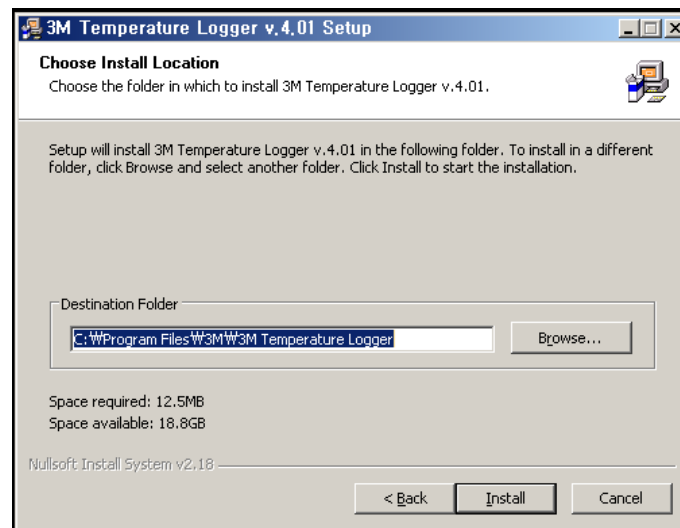 3M Temperature Logger v.4.01 Setup
Choose Install Location
Choose the folder in which to install 3M Temperature Logger v.4.01.
Setup will install 3M Temperature Logger v.4.01 in the following folder. To install in a different
folder, click Browse and select another folder. Click Install to start the installation.
Destination Folder
C:₩Program Files₩3M₩3M Temperature Logger
Browse...
Space required: 12.5MB
Space available: 18.8GB
Nullsoft Install System v2.18
< Back
Install
Cancel